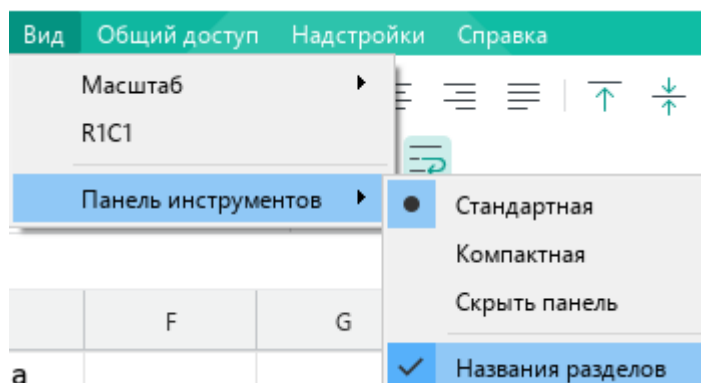 Вид Общий доступ Надстройки Справка
Масштаб
R1C1
Панель инструментов
Стандартная
Компактная
Скрыть панель
Названия разделов
F G
а